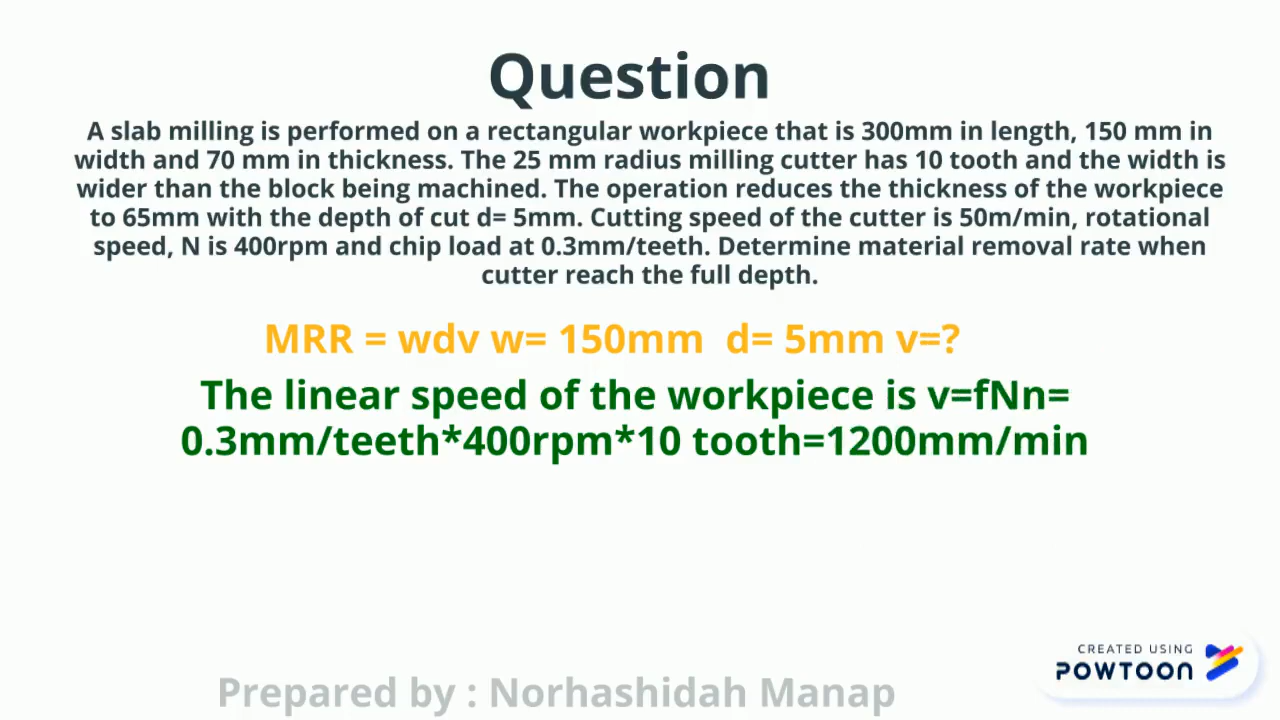 Question
A slab milling is performed on a rectangular workpiece that is 300mm in length, 150 mm in
width and 70 mm in thickness. The 25 mm radius milling cutter has 10 tooth and the width is
wider than the block being machined. The operation reduces the thickness of the workpiece
to 65mm with the depth of cut d= 5mm. Cutting speed of the cutter is 50m/min, rotational
speed, N is 400rpm and chip load at 0.3mm/teeth. Determine material removal rate when
cutter reach the full depth.
MRR = wdv w= 150mm d= 5mm v=?
The linear speed of the workpiece is v=fNn=
0.3mm/teeth*400rpm*10 tooth=1200mm/min
CREATED USING
POWTOON
Prepared by : Norhashidah Manap